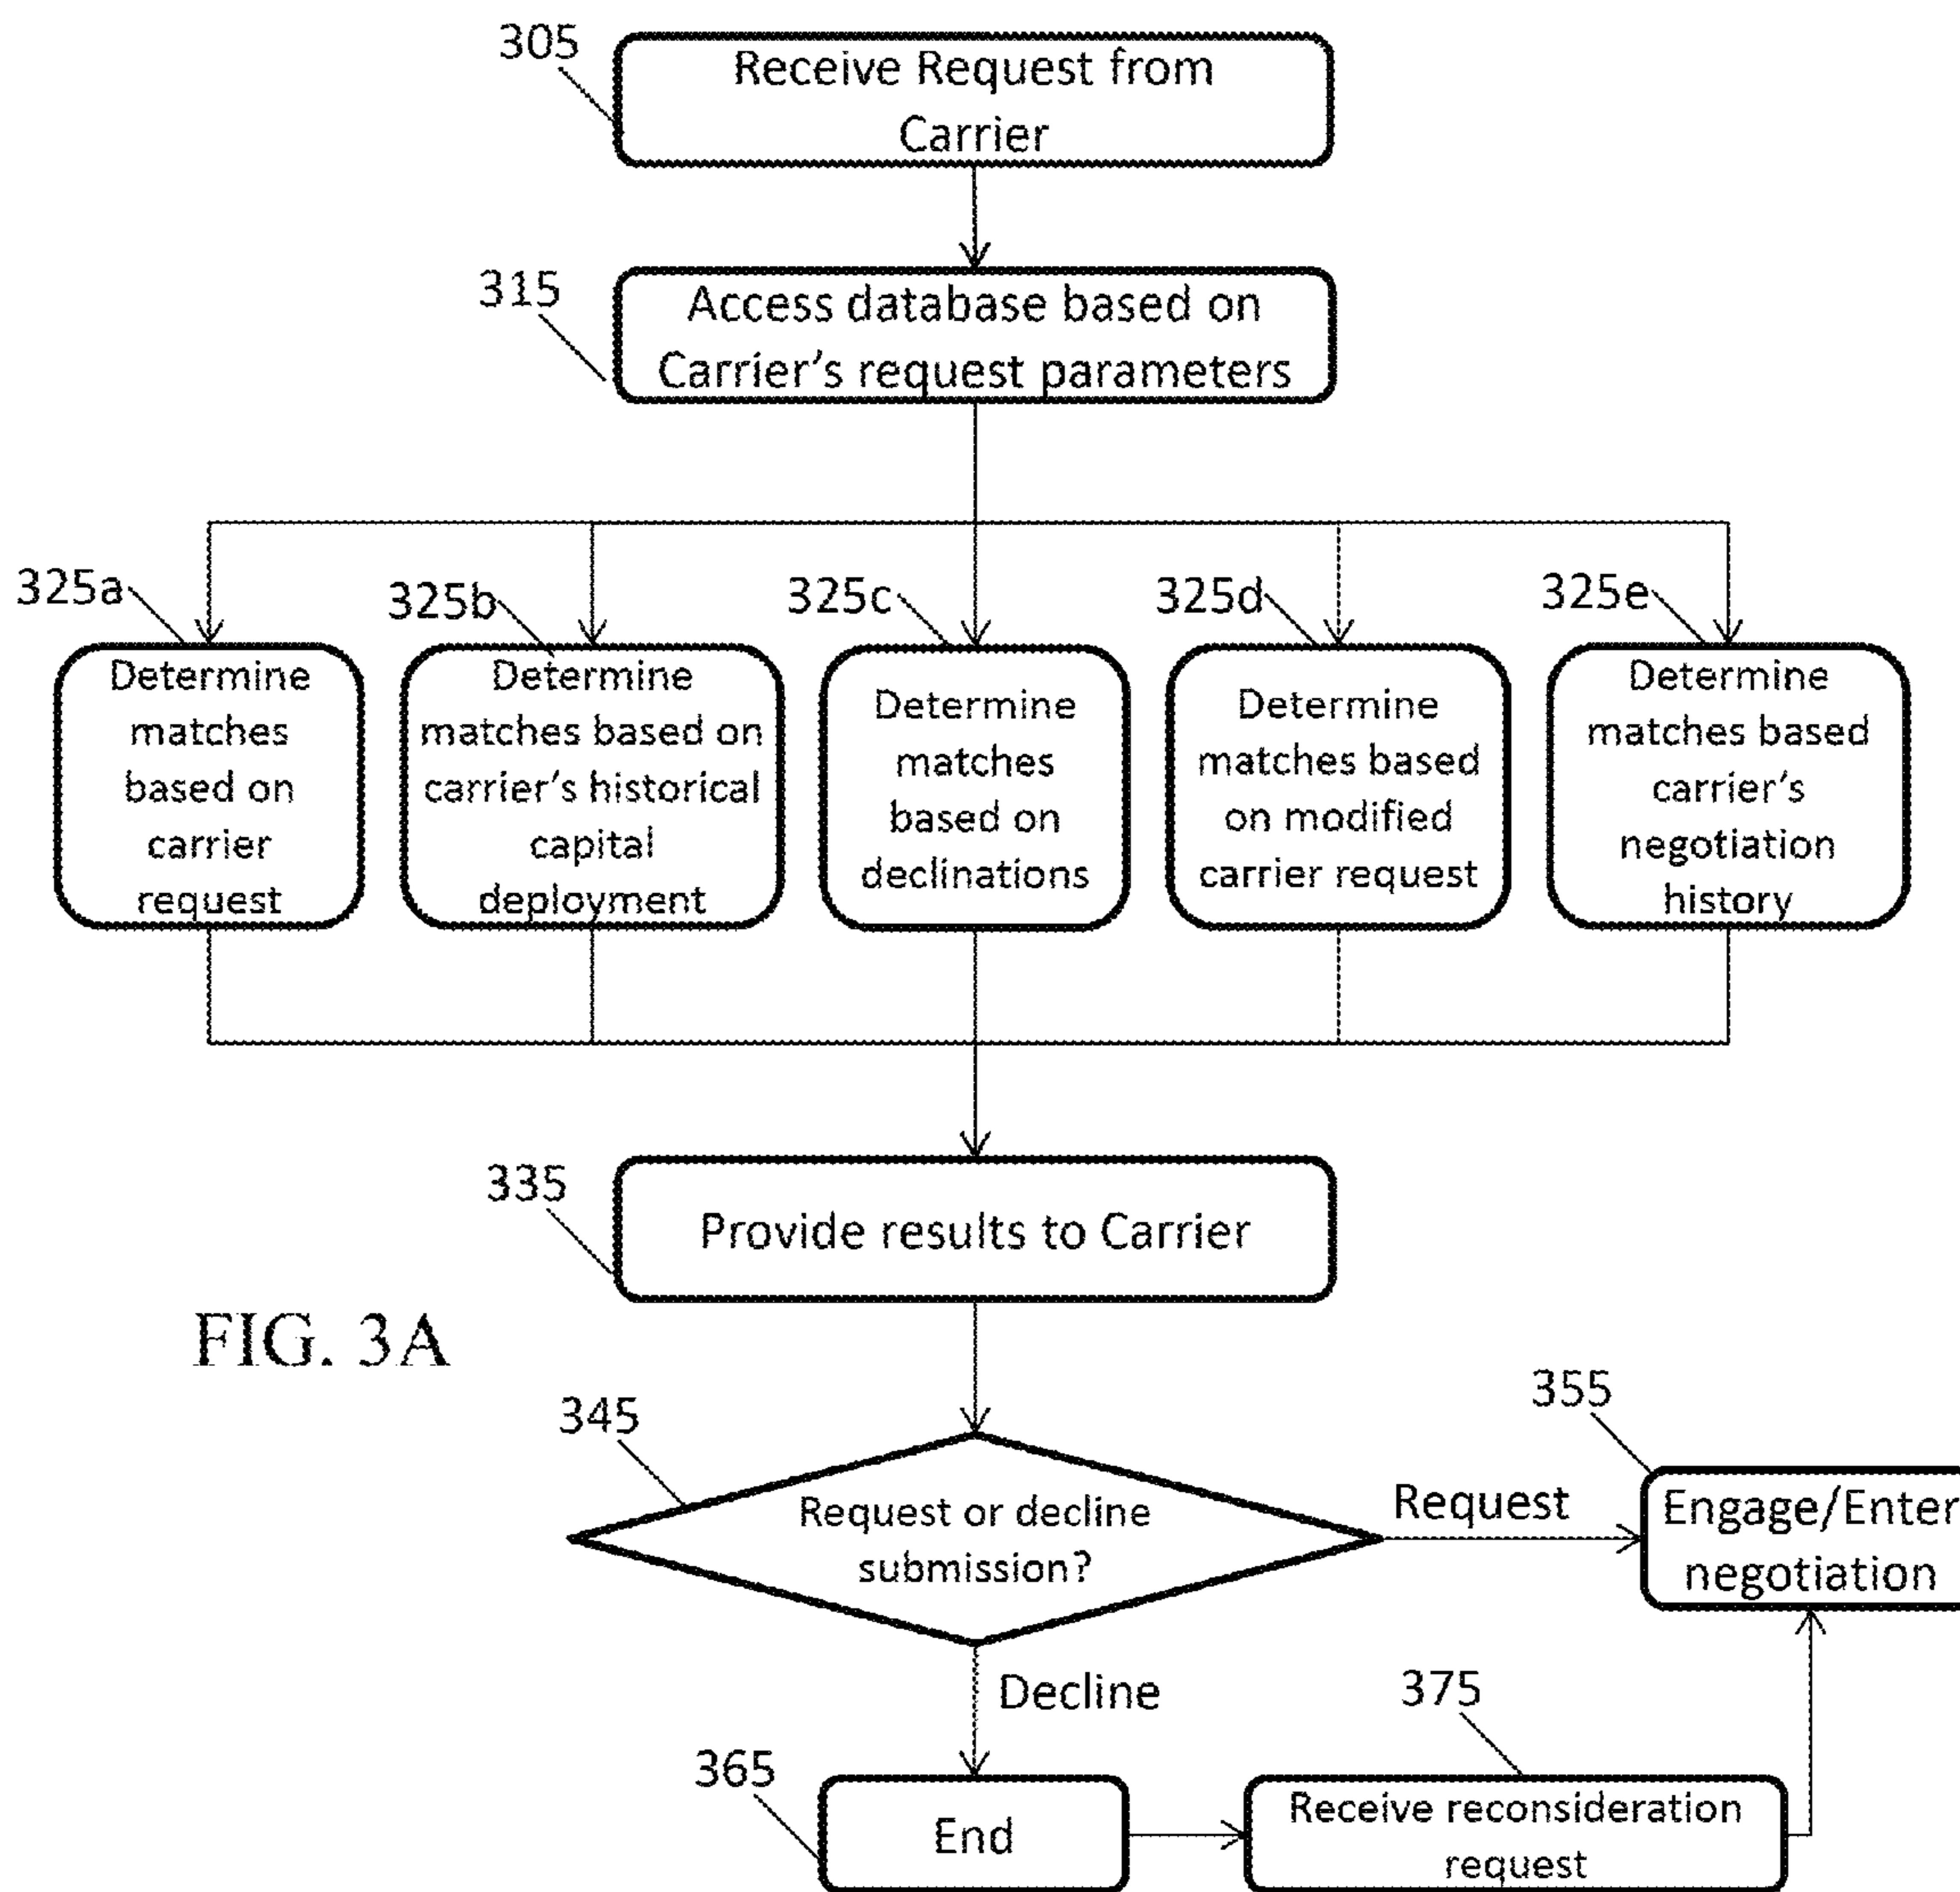 305
Receive Request from
Carrier
315
Access database based on
Carrier's request parameters
325a
325b
325c
325d
325e
Determine
matches
based on
carrier
request
Determine
matches based on
carrier's historical
capital
deployment
Determine
matches
based on
declinations
Determine
matches based
on modified
carrier request
Determine
matches based
carrier's
negotiation
history
335
Provide results to Carrier
FIG. 3A
345
Request or decline
submission?
Request
355
Engage/Enter
negotiation
Decline
365
End
375
Receive reconsideration
request